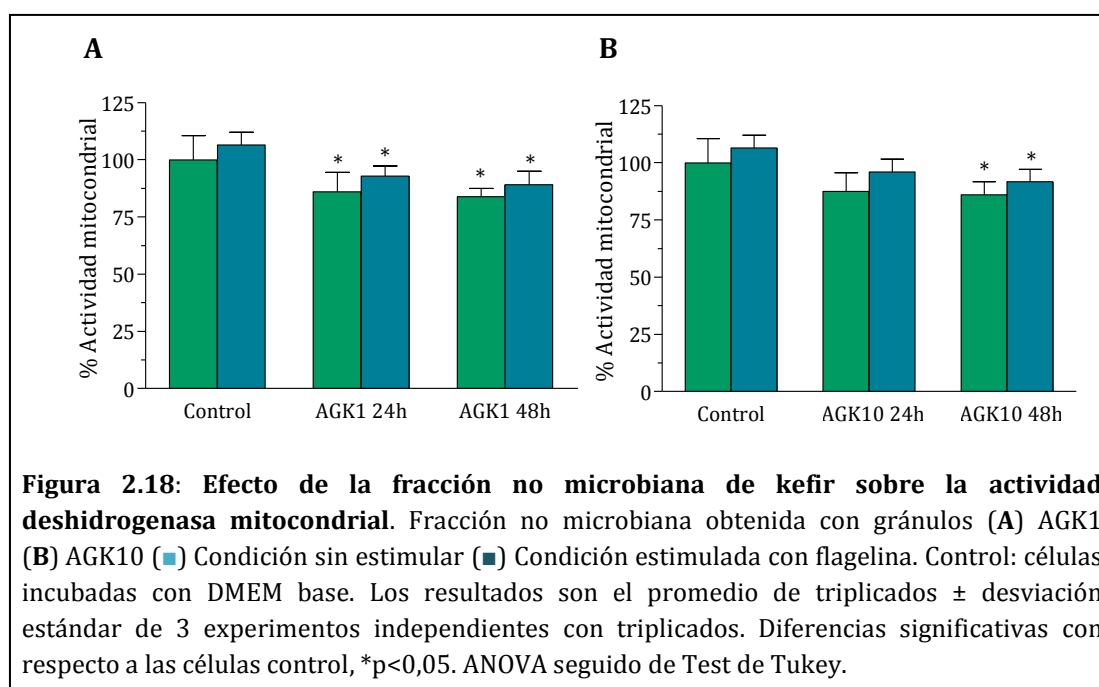 A
B
% Actividad mitocondrial
125
100
75
50
25
0
* * * *
Control
AGK1 24h
AGK1 48h
% Actividad mitocondrial
125
100
75
50
25
0
* *
Control
AGK10 24h
AGK10 48h
Figura 2.18: Efecto de la fracción no microbiana de kefir sobre la actividad
deshidrogenasa mitocondrial. Fracción no microbiana obtenida con gránulos (A) AGK1
(B) AGK10 (■) Condición sin estimular (■) Condición estimulada con flagelina. Control: células
incubadas con DMEM base. Los resultados son el promedio de triplicados ± desviación
estándar de 3 experimentos independientes con triplicados. Diferencias significativas con
respecto a las células control, *p<0,05. ANOVA seguido de Test de Tukey.